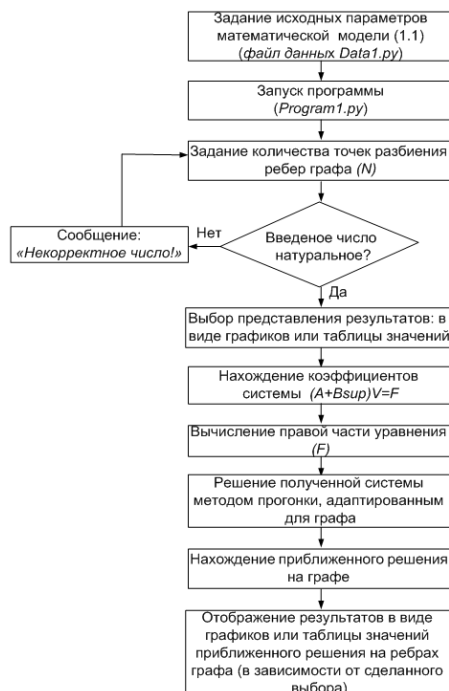 Задание исходных параметров
математической модели (1.1)
(файл данных Data1.py)
Запуск программы
(Program1.py)
Задание количества точек разбиения
ребер графа (N)
Нет
Сообщение:
«Некорректное число!»
Введеное число
натуральное?
Да
Выбор представления результатов: в
виде графиков или таблицы значений
Нахождение коэффициентов
системы (A+Bsup)V=F
Вычисление правой части уравнения
(F)
Решение полученной системы
методом прогонки, адаптированным
для графа
Нахождение приближенного решения
на графе
Отображение результатов в виде
графиков или таблицы значений
приближенного решения на ребрах
графа (в зависимости от сделанного
выбора)